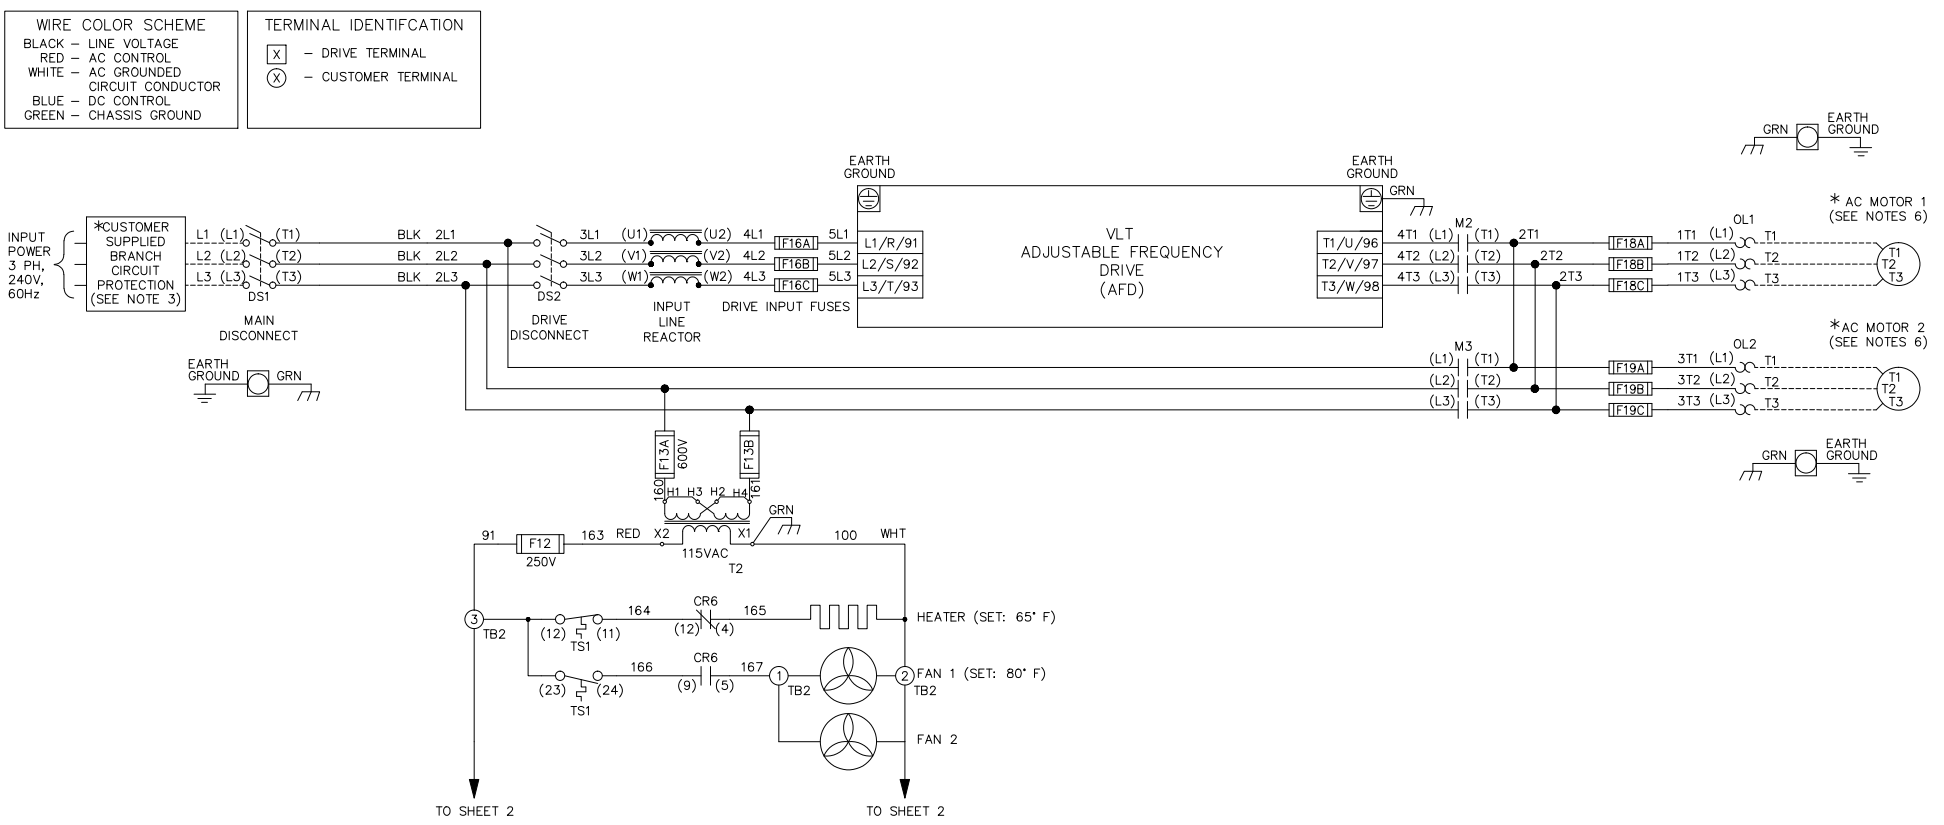 WIRE COLOR SCHEME
BLACK – LINE VOLTAGE
RED – AC CONTROL
WHITE – AC GROUNDED
CIRCUIT CONDUCTOR
BLUE – DC CONTROL
GREEN – CHASSIS GROUND
TERMINAL IDENTIFCATION
X – DRIVE TERMINAL
X – CUSTOMER TERMINAL
GRN
EARTH
GROUND
INPUT
POWER
3 PH,
240V,
60Hz
*CUSTOMER
SUPPLIED
BRANCH
CIRCUIT
PROTECTION
(SEE NOTE 3)
L1 (L1) (T1) BLK 2L1 3L1 (U1) (U2) 4L1 F16A 5L1 L1/R/91
L2 (L2) (T2) BLK 2L2 3L2 (V1) (V2) 4L2 F16B 5L2 L2/S/92
L3 (L3) (T3) BLK 2L3 3L3 (W1) (W2) 4L3 F16C 5L3 L3/T/93
DS1
MAIN
DISCONNECT
DS2
DRIVE
DISCONNECT
INPUT
LINE
REACTOR
DRIVE INPUT FUSES
EARTH
GROUND
VLT
ADJUSTABLE FREQUENCY
DRIVE
(AFD)
EARTH
GROUND
GRN
M2
T1/U/96 4T1 (L1) (T1) 2T1 F18A 1T1 (L1) T1
T2/V/97 4T2 (L2) (T2) 2T2 F18B 1T2 (L2) T2
T3/W/98 4T3 (L3) (T3) 2T3 F18C 1T3 (L3) T3
OL1
* AC MOTOR 1
(SEE NOTES 6)
T1
T2
T3
EARTH
GROUND
GRN
M3
(L1) (T1) F19A 3T1 (L1) T1
(L2) (T2) F19B 3T2 (L2) T2
(L3) (T3) F19C 3T3 (L3) T3
OL2
*AC MOTOR 2
(SEE NOTES 6)
T1
T2
T3
GRN
EARTH
GROUND
F13A
600V
F13B
160
H1 H3 H2 H4
161
GRN
91 F12 163 RED X2 X1 100 WHT
250V
115VAC
T2
3
TB2
(12) (11)
TS1
164
CR6
(12) (4)
165
HEATER (SET: 65° F)
(23) (24)
TS1
166
CR6
(9) (5)
167
1
TB2
2
TB2
FAN 1 (SET: 80° F)
FAN 2
TO SHEET 2
TO SHEET 2